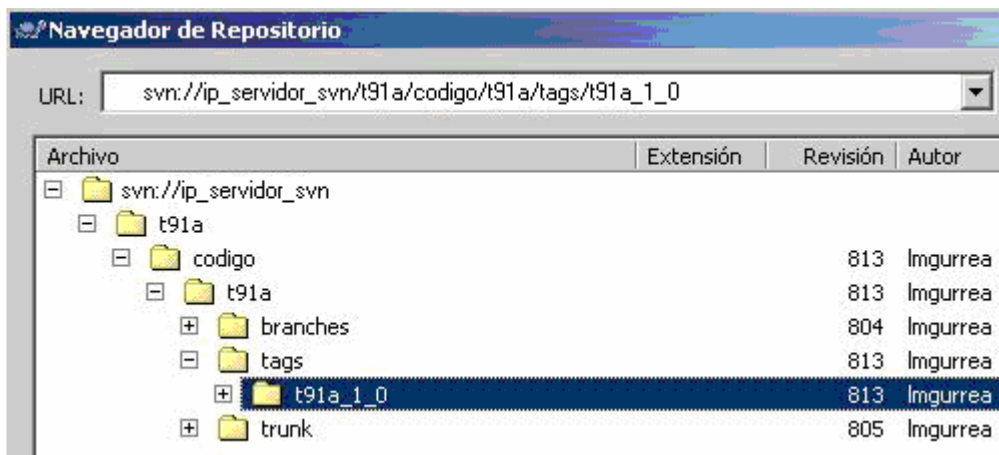 Navegador de Repositorio
URL: svn://ip_servidor_svn/t91a/codigo/t91a/tags/t91a_1_0
Archivo Extensión Revisión Autor
svn://ip_servidor_svn
t91a
codigo 813 lmgurrea
t91a 813 lmgurrea
branches 804 lmgurrea
tags 813 lmgurrea
t91a_1_0 813 lmgurrea
trunk 805 lmgurrea